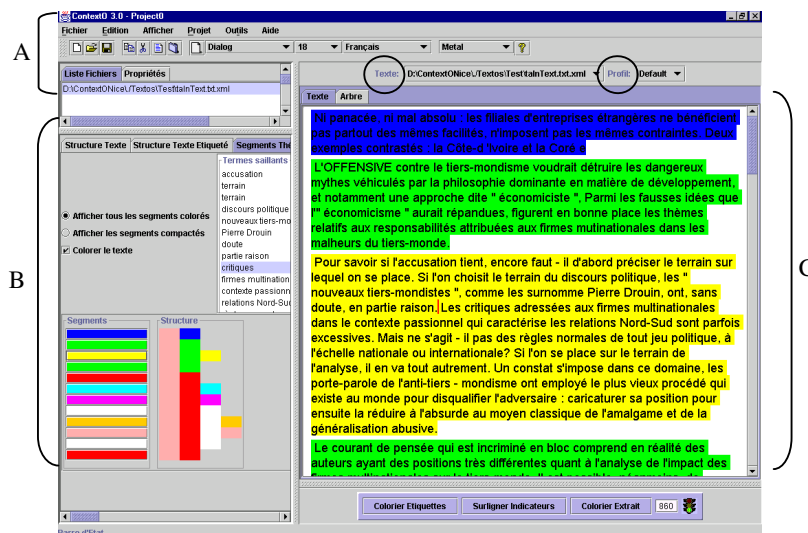 ContextO 3.0 - Project0
Fichier Edition Afficher Projet Outils Aide
Dialog 18 Français Metal
A
Liste Fichiers Propriétés
D:\ContextONice\./Textos\Test\talnText.txt.xml
Texte: D:\ContextONice\./Textos\Test\talnText.txt.xml Profil: Default
Texte Arbre
Structure Texte Structure Texte Etiqueté Segments Thé
Termes saillants
accusation
terrain
terrain
discours politique
nouveaux tiers-mo
Pierre Drouin
doute
partie raison
critiques
firmes multination
contexte passionn
relations Nord-Su
Afficher tous les segments colorés
Afficher les segments compactés
Colorer le texte
B
Segments Structure
Ni panacée, ni mal absolu : les filiales d'entreprises étrangères ne bénéficient
pas partout des mêmes facilités, n'imposent pas les mêmes contraintes. Deux
exemples contrastés : la Côte-d'Ivoire et la Coré e
L'OFFENSIVE contre le tiers-mondisme voudrait détruire les dangereux
mythes véhiculés par la philosophie dominante en matière de développement,
et notamment une approche dite " économiciste ", Parmi les fausses idées que
l'" économicisme " aurait répandues, figurent en bonne place les thèmes
relatifs aux responsabilités attribuées aux firmes mutinationales dans les
malheurs du tiers-monde.
Pour savoir si l'accusation tient, encore faut - il d'abord préciser le terrain sur
lequel on se place. Si l'on choisit le terrain du discours politique, les "
nouveaux tiers-mondistes ", comme les surnomme Pierre Drouin, ont, sans
doute, en partie raison. Les critiques adressées aux firmes multinationales
dans le contexte passionnel qui caractérise les relations Nord-Sud sont parfois
excessives. Mais ne s'agit - il pas des règles normales de tout jeu politique, à
l'échelle nationale ou internationale? Si l'on se place sur le terrain de
l'analyse, il en va tout autrement. Un constat s'impose dans ce domaine, les
porte-parole de l'anti-tiers - mondisme ont employé le plus vieux procédé qui
existe au monde pour disqualifier l'adversaire : caricaturer sa position pour
ensuite la réduire à l'absurde au moyen classique de l'amalgame et de la
généralisation abusive.
Le courant de pensée qui est incriminé en bloc comprend en réalité des
auteurs ayant des positions très différentes quant à l'analyse de l'impact des
C
Colorier Etiquettes Surligner Indicateurs Colorier Extrait 860